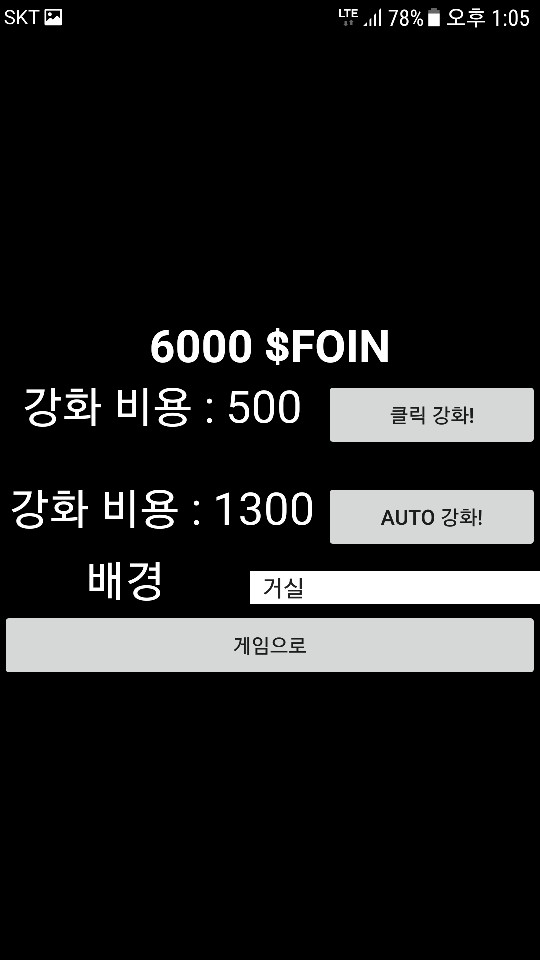 SKT LTE 78% 오후 1:05
6000 $FOIN
강화 비용 : 500 클릭 강화!
강화 비용 : 1300 AUTO 강화!
배경 거실
게임으로